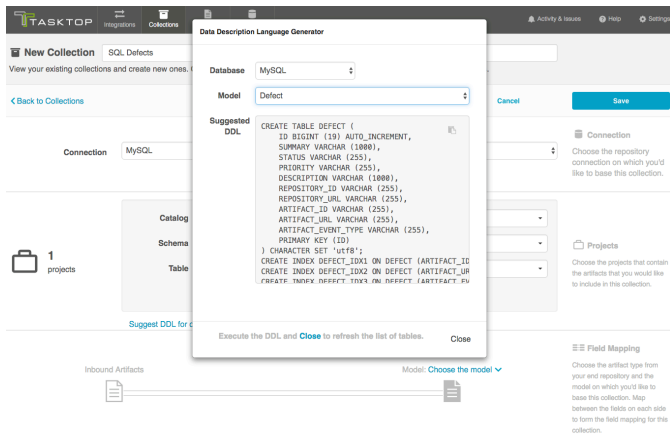 TASKTOP
Integrations
Collections
Activity & Issues
Help
Settings
New Collection
SQL Defects
View your existing collections and create new ones.
Back to Collections
Cancel
Save
Data Description Language Generator
Database
MySQL
Model
Defect
Suggested
DDL
CREATE TABLE DEFECT (
ID BIGINT (19) AUTO_INCREMENT,
SUMMARY VARCHAR (1000),
STATUS VARCHAR (255),
PRIORITY VARCHAR (255),
DESCRIPTION VARCHAR (1000),
REPOSITORY_ID VARCHAR (255),
REPOSITORY_URL VARCHAR (255),
ARTIFACT_ID VARCHAR (255),
ARTIFACT_URL VARCHAR (255),
ARTIFACT_EVENT_TYPE VARCHAR (255),
PRIMARY KEY (ID)
) CHARACTER SET 'utf8';
CREATE INDEX DEFECT_IDX1 ON DEFECT (ARTIFACT_ID
CREATE INDEX DEFECT_IDX2 ON DEFECT (ARTIFACT_UR
CREATE INDEX DEFECT_IDX3 ON DEFECT (ARTIFACT_EV
Execute the DDL and Close to refresh the list of tables.
Close
Connection
MySQL
Connection
Choose the repository
connection on which you'd
like to base this collection.
1
projects
Catalog
Schema
Table
Suggest DDL for
Projects
Choose the projects that contain
the artifacts that you would like
to include in this collection.
Inbound Artifacts
Model: Choose the model
Field Mapping
Choose the artifact type from
your end repository and the
model on which you'd like to
base this collection. Map
between the fields on each side
to form the field mapping for this
collection.